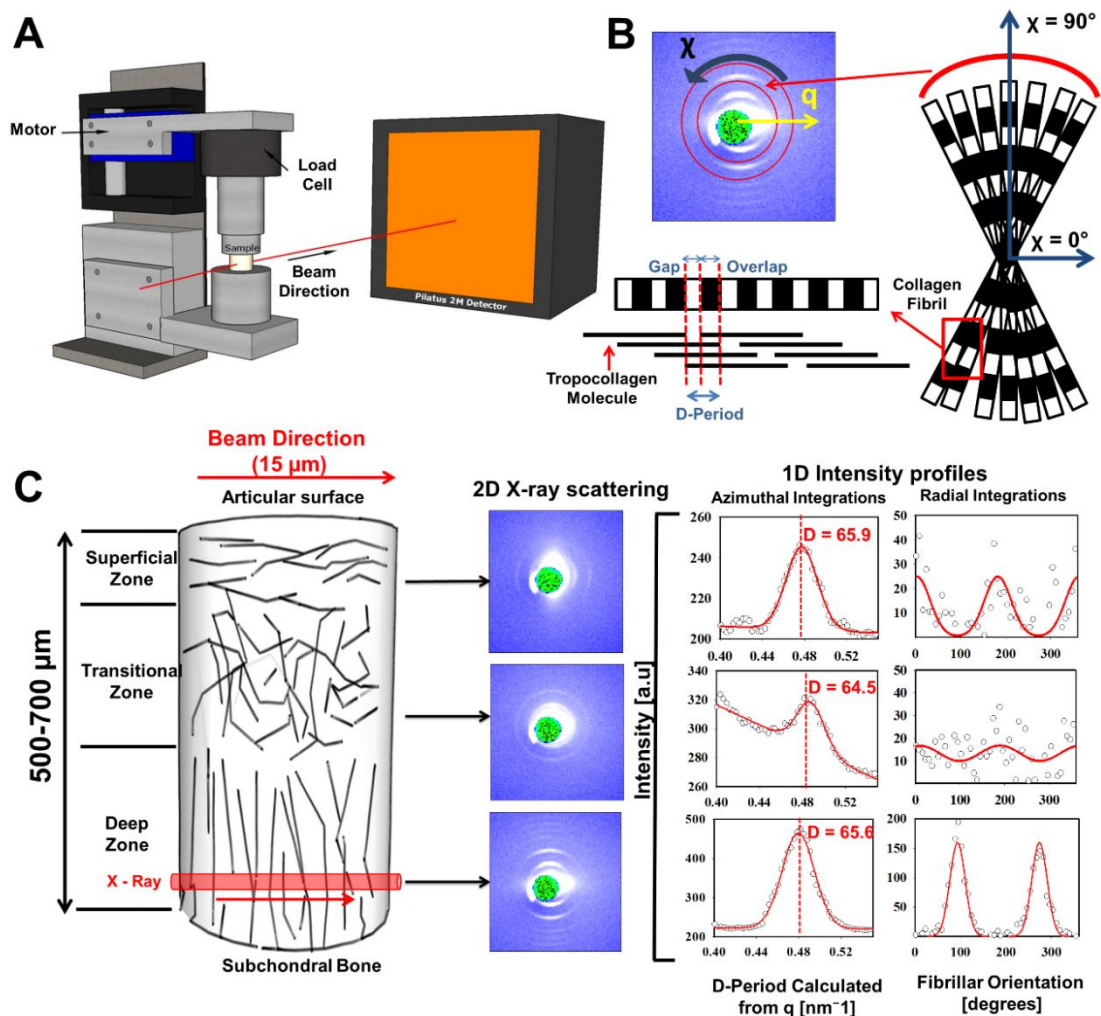 A
Motor
Load
Cell
Sample
Beam
Direction
Pilatus 2M Detector
B
χ
q
χ = 90°
χ = 0°
Gap
Overlap
Collagen
Fibril
Tropocollagen
Molecule
D-Period
C
Beam Direction
(15 µm)
Articular surface
500-700 µm
Superficial
Zone
Transitional
Zone
Deep
Zone
X - Ray
Subchondral Bone
2D X-ray scattering
1D Intensity profiles
Azimuthal Integrations
Radial Integrations
Intensity [a.u]
260
240
220
200
D = 65.9
0.40
0.44
0.48
0.52
50
40
30
20
10
0
100
200
300
340
320
300
280
260
D = 64.5
0.40
0.44
0.48
0.52
50
40
30
20
10
0
0
100
200
300
500
400
300
200
D = 65.6
0.40
0.44
0.48
0.52
200
150
100
50
0
0
100
200
300
D-Period Calculated
from q [nm⁻¹]
Fibrillar Orientation
[degrees]